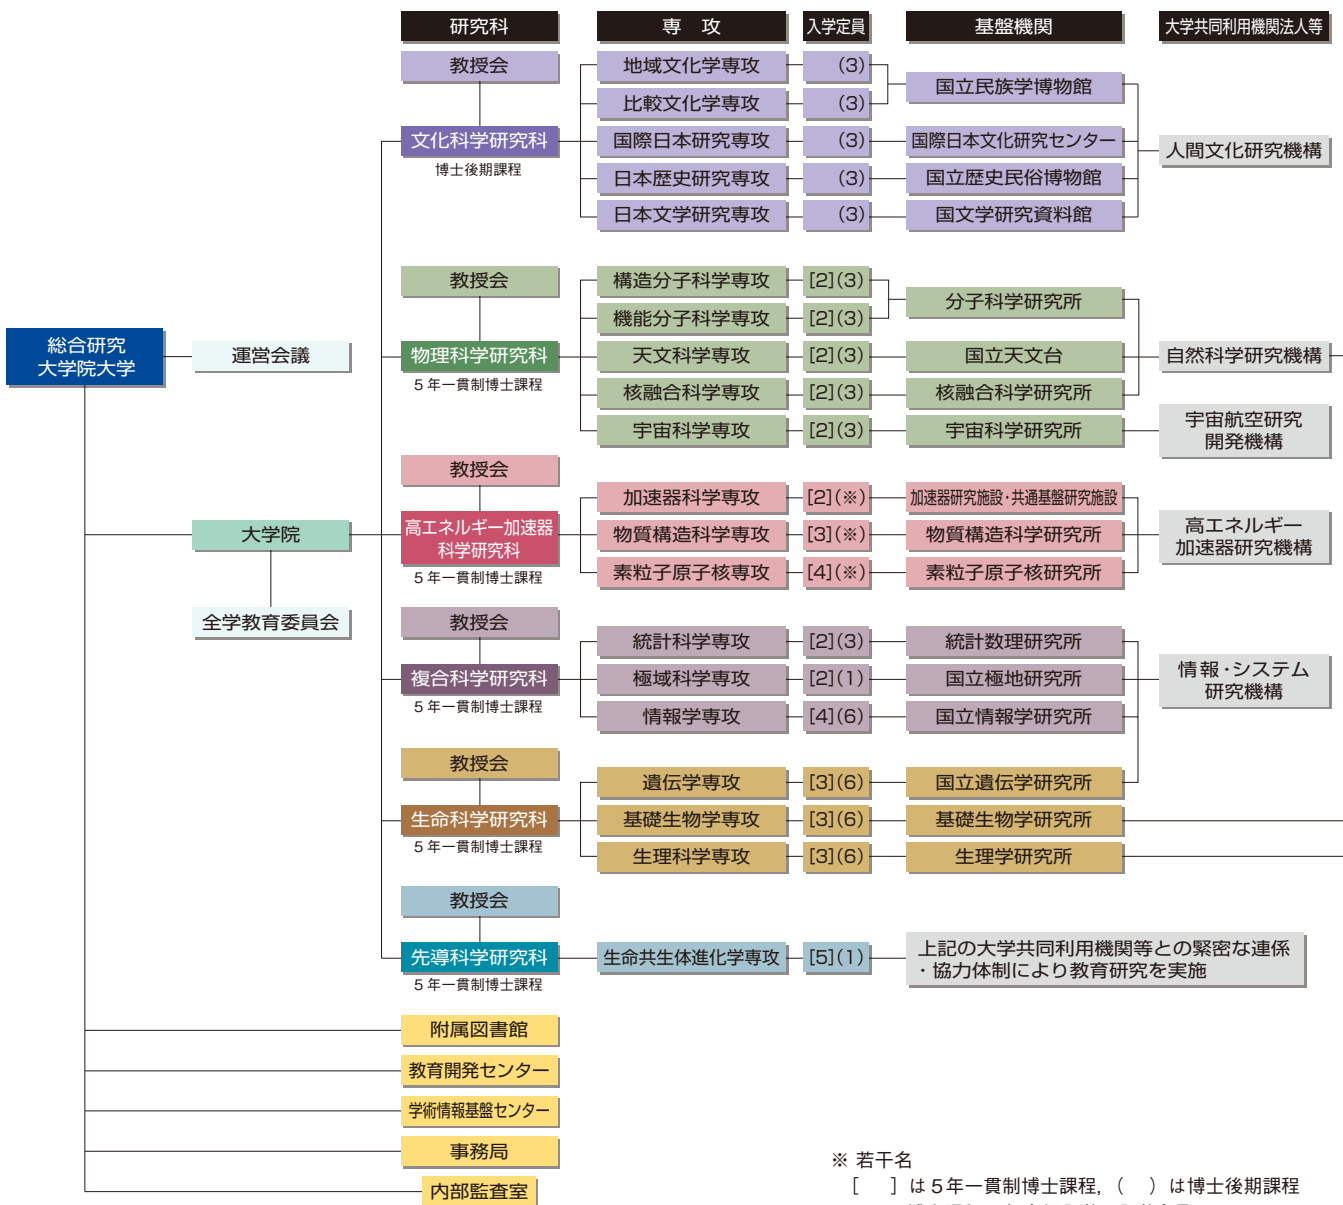 研究科　専　攻　入学定員　基盤機関　大学共同利用機関法人等
教授会
地域文化学専攻 (3)
国立民族学博物館
比較文化学専攻 (3)
文化科学研究科
博士後期課程
国際日本研究専攻 (3) 国際日本文化研究センター
人間文化研究機構
日本歴史研究専攻 (3) 国立歴史民俗博物館
日本文学研究専攻 (3) 国文学研究資料館
教授会
構造分子科学専攻 [2](3)
分子科学研究所
機能分子科学専攻 [2](3)
総合研究
大学院大学
運営会議
物理科学研究科
5年一貫制博士課程
天文科学専攻 [2](3) 国立天文台
自然科学研究機構
核融合科学専攻 [2](3) 核融合科学研究所
宇宙科学専攻 [2](3) 宇宙科学研究所
宇宙航空研究
開発機構
教授会
加速器科学専攻 [2](※) 加速器研究施設・共通基盤研究施設
大学院
高エネルギー加速器
科学研究科
5年一貫制博士課程
物質構造科学専攻 [3](※) 物質構造科学研究所
高エネルギー
加速器研究機構
素粒子原子核専攻 [4](※) 素粒子原子核研究所
全学教育委員会
教授会
統計科学専攻 [2](3) 統計数理研究所
複合科学研究科
5年一貫制博士課程
極域科学専攻 [2](1) 国立極地研究所
情報・システム
研究機構
情報学専攻 [4](6) 国立情報学研究所
教授会
遺伝学専攻 [3](6) 国立遺伝学研究所
生命科学研究科
5年一貫制博士課程
基礎生物学専攻 [3](6) 基礎生物学研究所
生理科学専攻 [3](6) 生理学研究所
教授会
先導科学研究科
5年一貫制博士課程
生命共生体進化学専攻 [5](1)
上記の大学共同利用機関等との緊密な連係
・協力体制により教育研究を実施
附属図書館
教育開発センター
学術情報基盤センター
事務局
内部監査室
※ 若干名
[　]は5年一貫制博士課程，(　)は博士後期課程